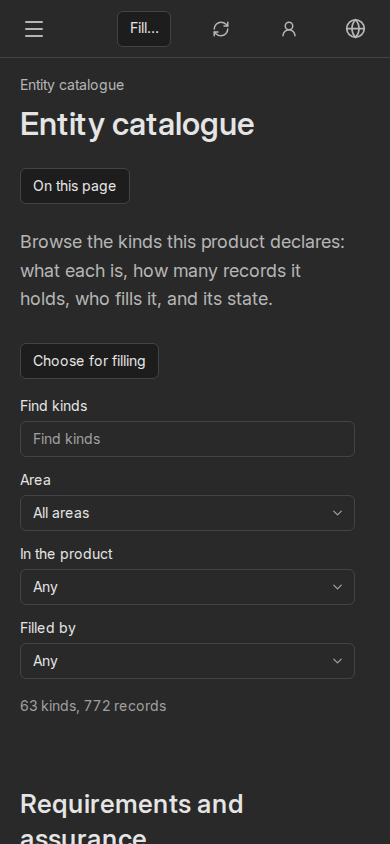 Fill...
Entity catalogue
Entity catalogue
On this page
Browse the kinds this product declares:
what each is, how many records it
holds, who fills it, and its state.
Choose for filling
Find kinds
Find kinds
Area
All areas
In the product
Any
Filled by
Any
63 kinds, 772 records
Requirements and
assurance